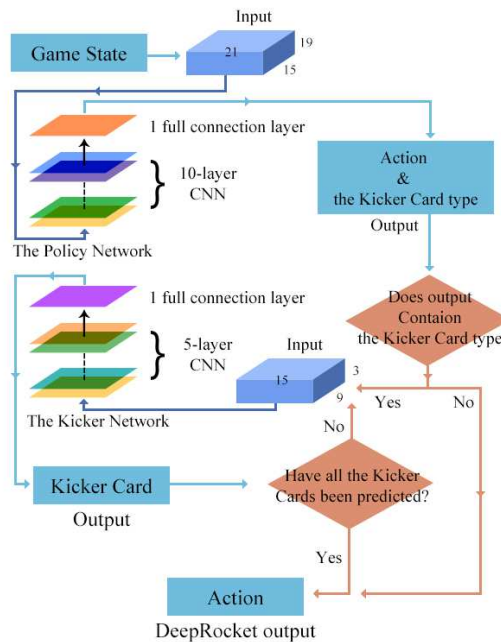 Input
Game State
21
19
15
1 full connection layer
10-layer
CNN
The Policy Network
Action
&
the Kicker Card type
Output
1 full connection layer
5-layer
CNN
The Kicker Network
Does output
Contaion
the Kicker Card type
Input
15
3
9
Yes
No
No
Have all the Kicker
Cards been predicted?
Kicker Card
Output
Yes
Action
DeepRocket output